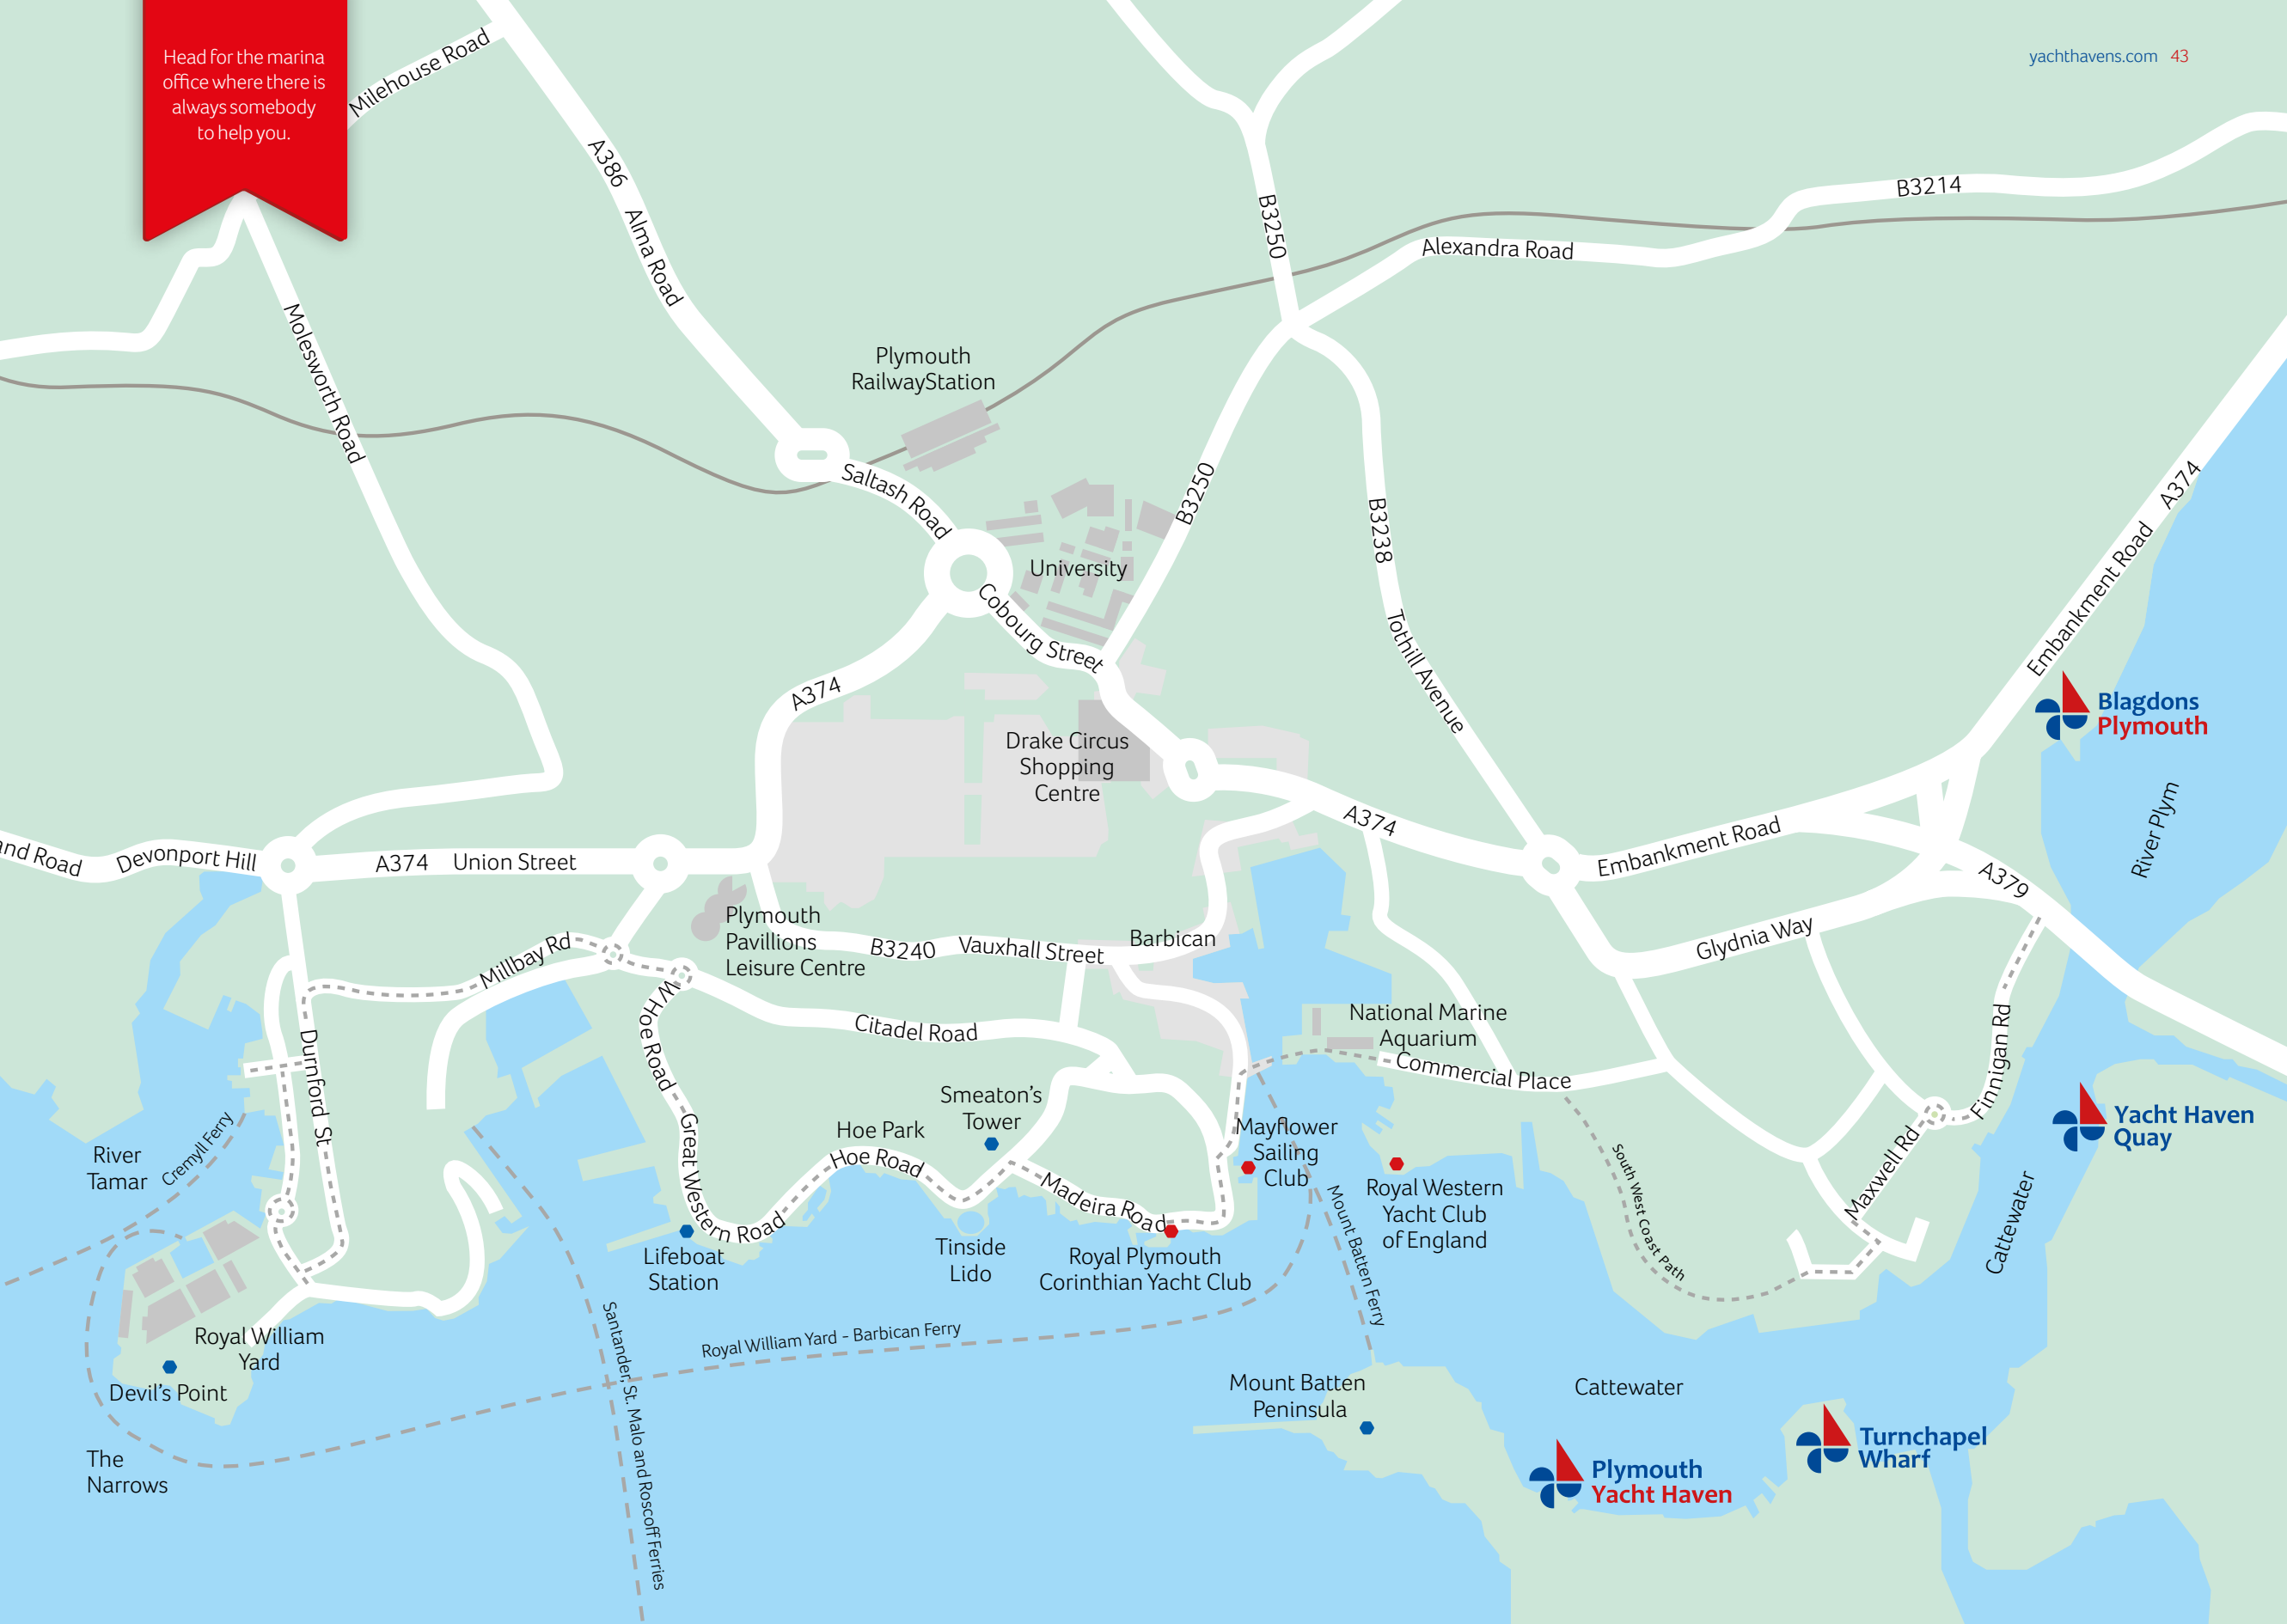 Head for the marina
office where there is
always somebody
to help you.
yachthavens.com 43
Milehouse Road
A386
Alma Road
B3250
B3214
Alexandra Road
Molesworth Road
Plymouth
RailwayStation
Saltash Road
B3250
B3238
A374
Embankment Road
University
Cobourg Street
Tothill Avenue
A374
Blagdons
Plymouth
Drake Circus
Shopping
Centre
A374
River Plym
and Road
Devonport Hill
A374
Union Street
Embankment Road
A379
Plymouth
Pavillions
Leisure Centre
B3240
Vauxhall Street
Barbican
Glydnia Way
Millbay Rd
W Hoe Road
Citadel Road
National Marine
Aquarium
Commercial Place
Finnigan Rd
Durnford St
Smeaton's
Tower
Hoe Park
Hoe Road
Great Western Road
Madeira Road
Mayflower
Sailing
Club
Yacht Haven
Quay
River
Tamar
Cremyll Ferry
South West Coast Path
Maxwell Rd
Cattewater
Royal Western
Yacht Club
of England
Mount Batten Ferry
Lifeboat
Station
Tinside
Lido
Royal Plymouth
Corinthian Yacht Club
Royal William
Yard
Devil's Point
Royal William Yard - Barbican Ferry
Santander, St. Malo and Roscoff Ferries
Mount Batten
Peninsula
Cattewater
The
Narrows
Turnchapel
Wharf
Plymouth
Yacht Haven